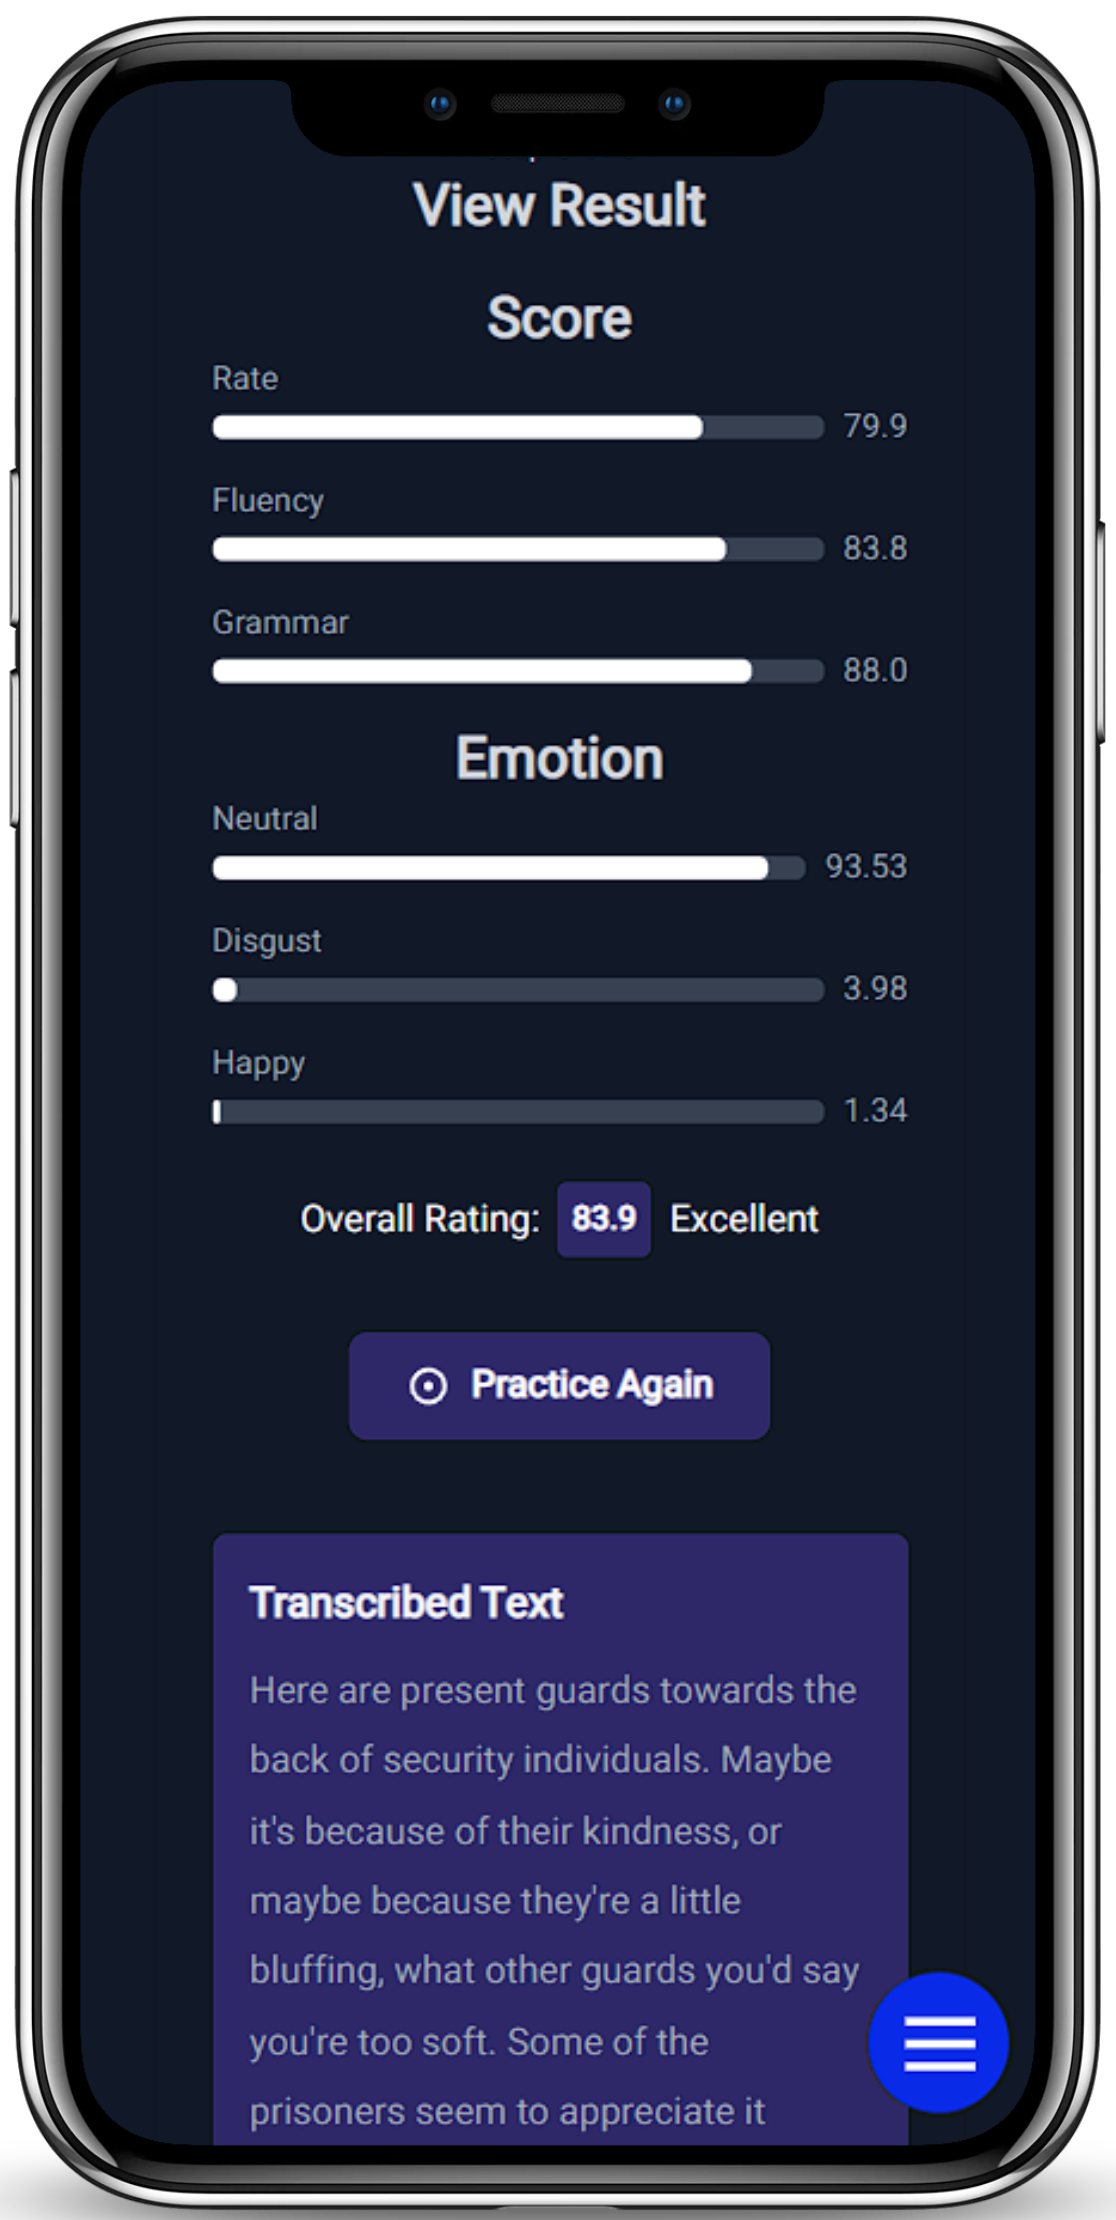 View Result
Score
Rate
79.9
Fluency
83.8
Grammar
88.0
Emotion
Neutral
93.53
Disgust
3.98
Happy
1.34
Overall Rating: 83.9 Excellent
Practice Again
Transcribed Text
Here are present guards towards the
back of security individuals. Maybe
it's because of their kindness, or
maybe because they're a little
bluffing, what other guards you'd say
you're too soft. Some of the
prisoners seem to appreciate it